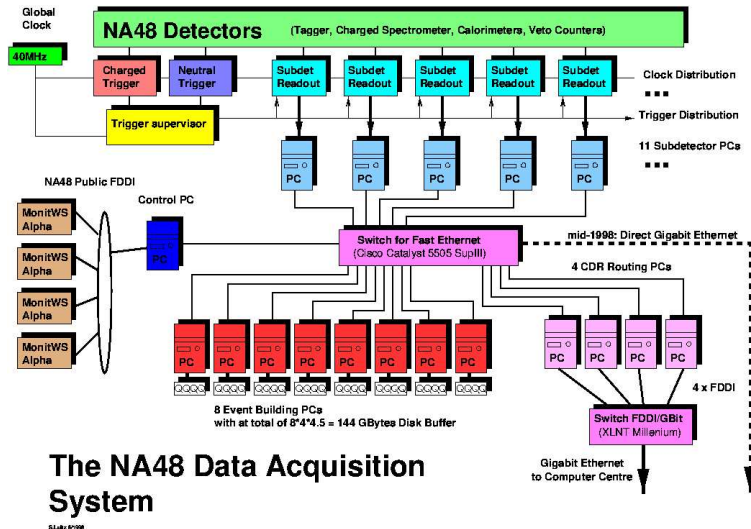 Global
Clock
40MHz
NA48 Detectors (Tagger, Charged Spectrometer, Calorimeters, Veto Counters)
Charged
Trigger
Neutral
Trigger
Subdet
Readout
Subdet
Readout
Subdet
Readout
Subdet
Readout
Subdet
Readout
Clock Distribution
Trigger supervisor
Trigger Distribution
11 Subdetector PCs
PC
PC
PC
PC
PC
NA48 Public FDDI
Control PC
MonitWS
Alpha
MonitWS
Alpha
MonitWS
Alpha
MonitWS
Alpha
PC
Switch for Fast Ethernet
(Cisco Catalyst 5505 SupIII)
mid-1998: Direct Gigabit Ethernet
4 CDR Routing PCs
PC
PC
PC
PC
PC
PC
PC
PC
PC
PC
PC
PC
4 x FDDI
8 Event Building PCs
with at total of 8*4*4.5 = 144 GBytes Disk Buffer
Switch FDDI/GBit
(XLNT Millenium)
Gigabit Ethernet
to Computer Centre
The NA48 Data Acquisition
System